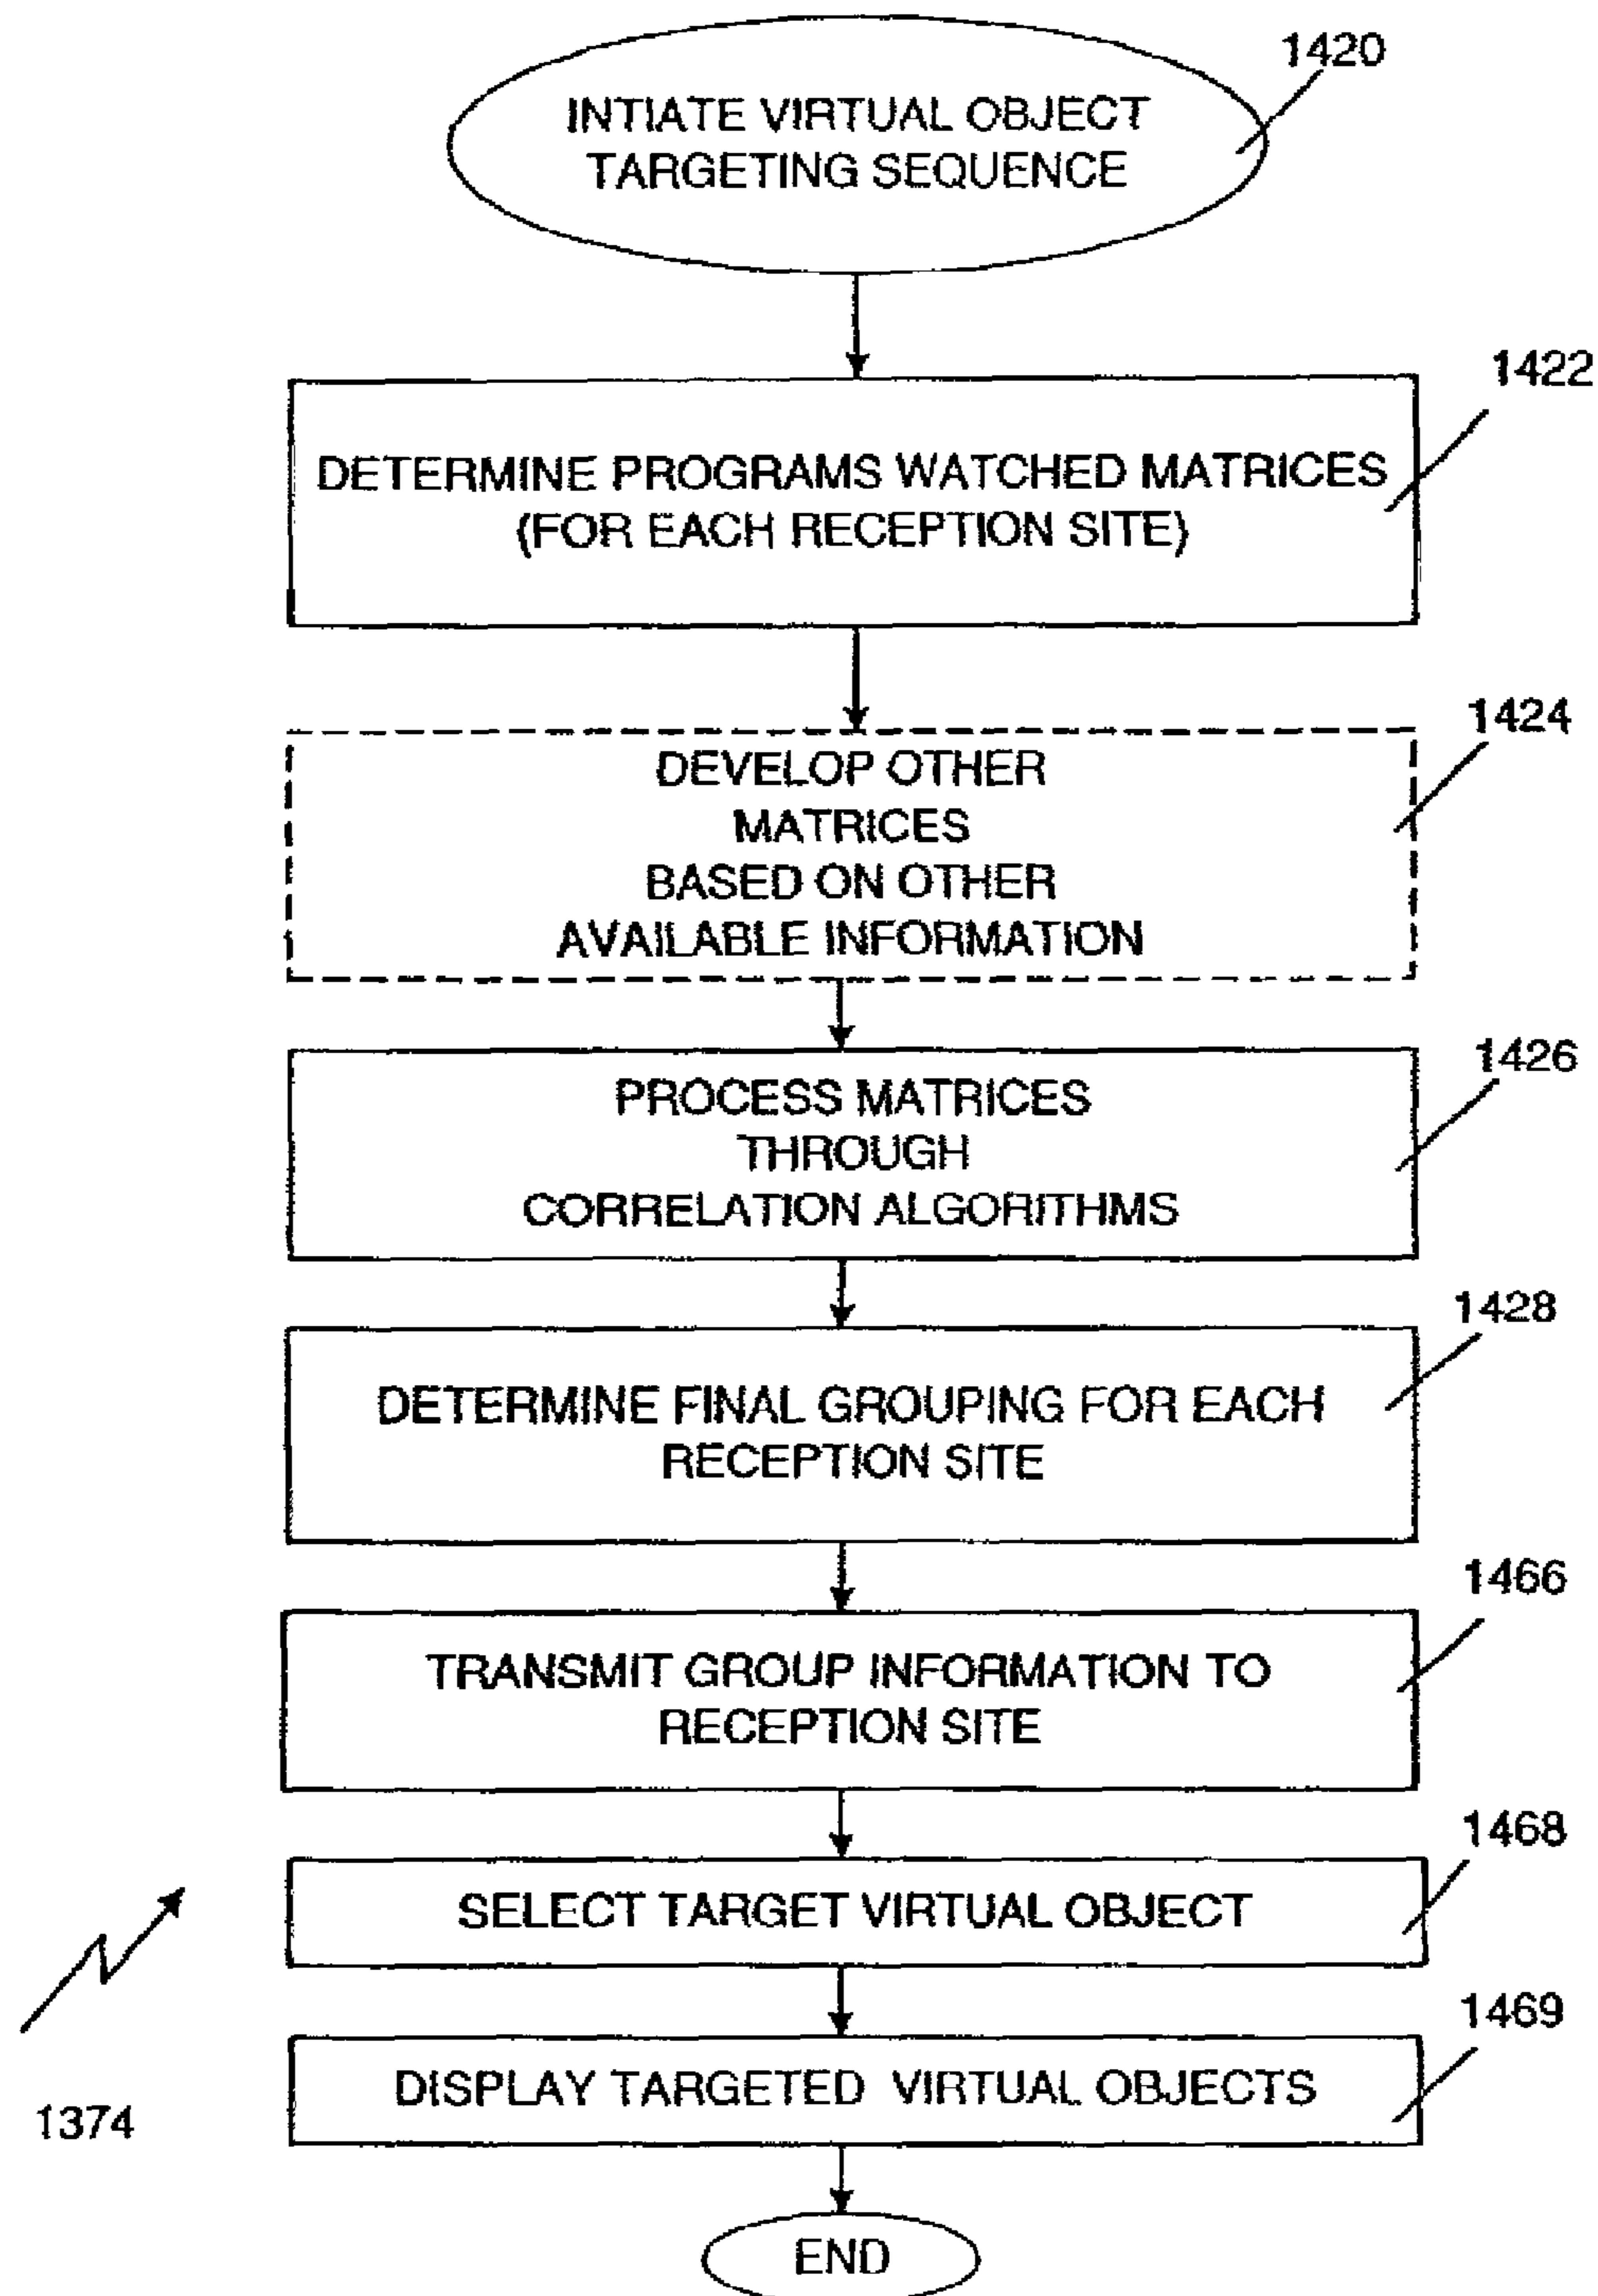 1420
INTIATE VIRTUAL OBJECT
TARGETING SEQUENCE
1422
DETERMINE PROGRAMS WATCHED MATRICES
(FOR EACH RECEPTION SITE)
1424
DEVELOP OTHER
MATRICES
BASED ON OTHER
AVAILABLE INFORMATION
1426
PROCESS MATRICES
THROUGH
CORRELATION ALGORITHMS
1428
DETERMINE FINAL GROUPING FOR EACH
RECEPTION SITE
1466
TRANSMIT GROUP INFORMATION TO
RECEPTION SITE
1468
SELECT TARGET VIRTUAL OBJECT
1469
DISPLAY TARGETED VIRTUAL OBJECTS
1374
END